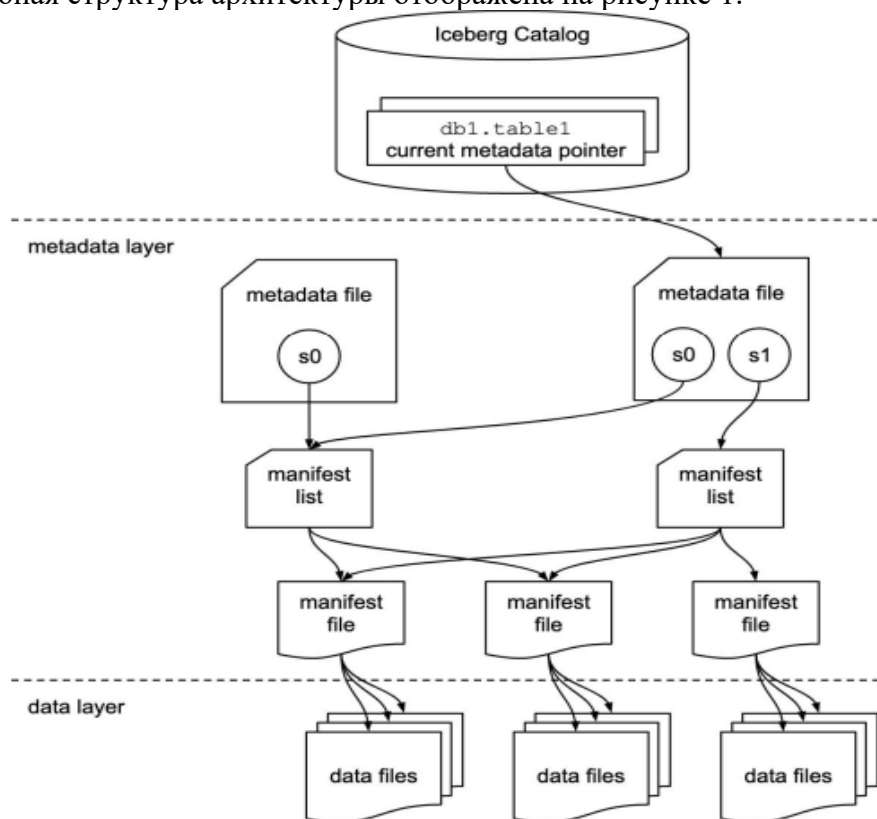 структура архитектуры отображена на рисунке 1.
Iceberg Catalog
db1.table1
current metadata pointer
metadata layer
metadata file
s0
metadata file
s0 s1
manifest
list
manifest
list
manifest
file
manifest
file
manifest
file
data layer
data files
data files
data files